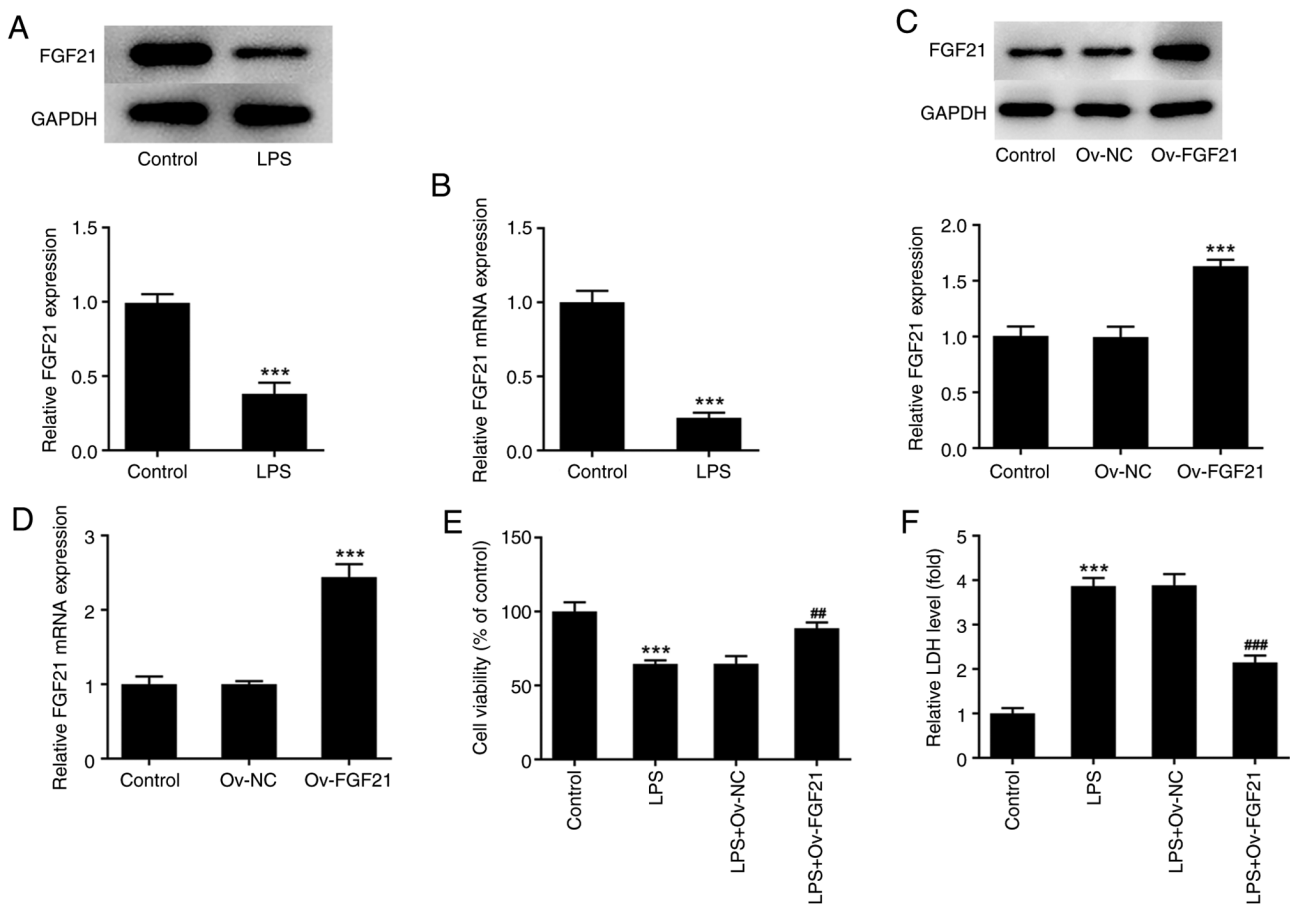 A
FGF21
GAPDH
Control LPS
Relative FGF21 expression
1.5
1.0
0.5
0.0
***
Control LPS
B
Relative FGF21 mRNA expression
1.5
1.0
0.5
0.0
***
Control LPS
C
FGF21
GAPDH
Control Ov-NC Ov-FGF21
Relative FGF21 expression
2.0
1.5
1.0
0.5
0.0
***
Control Ov-NC Ov-FGF21
D
Relative FGF21 mRNA expression
3
2
1
0
***
Control Ov-NC Ov-FGF21
E
Cell viability (% of control)
150
100
50
0
***
##
Control
LPS
LPS+Ov-NC
LPS+Ov-FGF21
F
Relative LDH level (fold)
5
4
3
2
1
0
***
###
Control
LPS
LPS+Ov-NC
LPS+Ov-FGF21